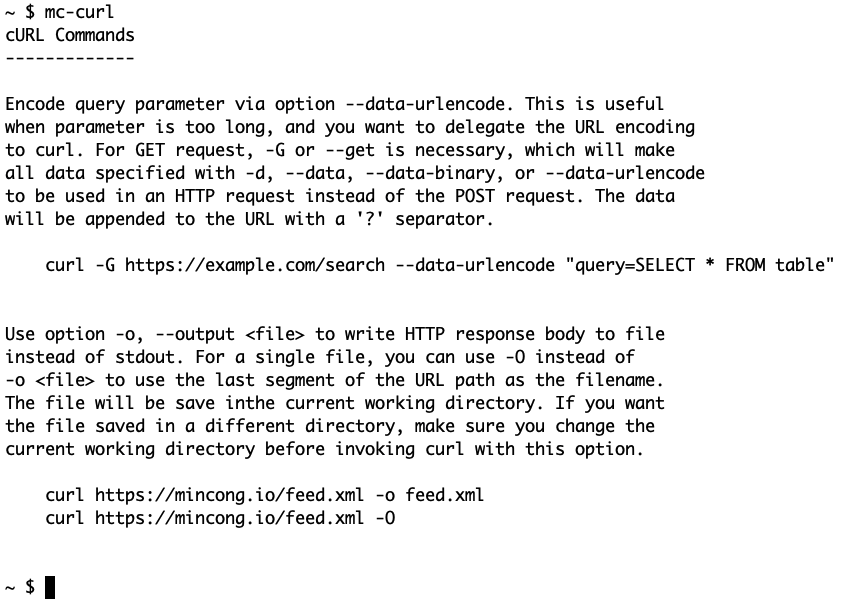 ~ $ mc-curl
cURL Commands
-------------
Encode query parameter via option --data-urlencode. This is useful
when parameter is too long, and you want to delegate the URL encoding
to curl. For GET request, -G or --get is necessary, which will make
all data specified with -d, --data, --data-binary, or --data-urlencode
to be used in an HTTP request instead of the POST request. The data
will be appended to the URL with a '?' separator.
    curl -G https://example.com/search --data-urlencode "query=SELECT * FROM table"
Use option -o, --output <file> to write HTTP response body to file
instead of stdout. For a single file, you can use -O instead of
-o <file> to use the last segment of the URL path as the filename.
The file will be save inthe current working directory. If you want
the file saved in a different directory, make sure you change the
current working directory before invoking curl with this option.
    curl https://mincong.io/feed.xml -o feed.xml
    curl https://mincong.io/feed.xml -O
~ $